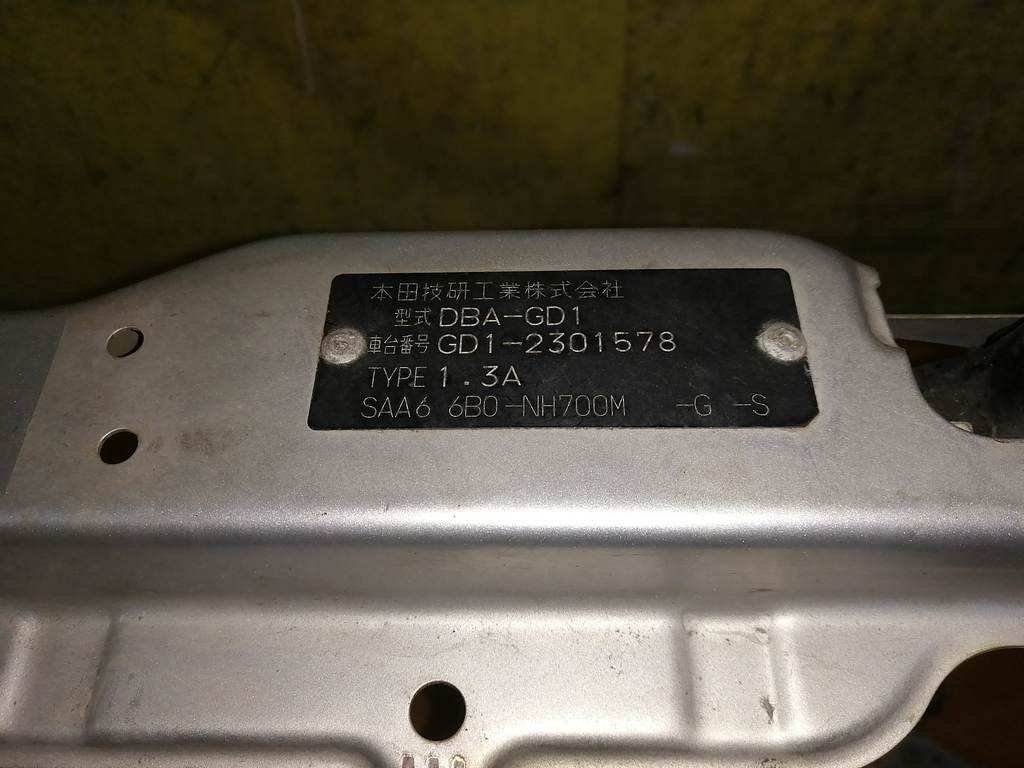 本田技研工業株式会社
型式 DBA-GD1
車台番号 GD1-2301578
TYPE 1.3A
SAA6 6B0-NH700M -G -S